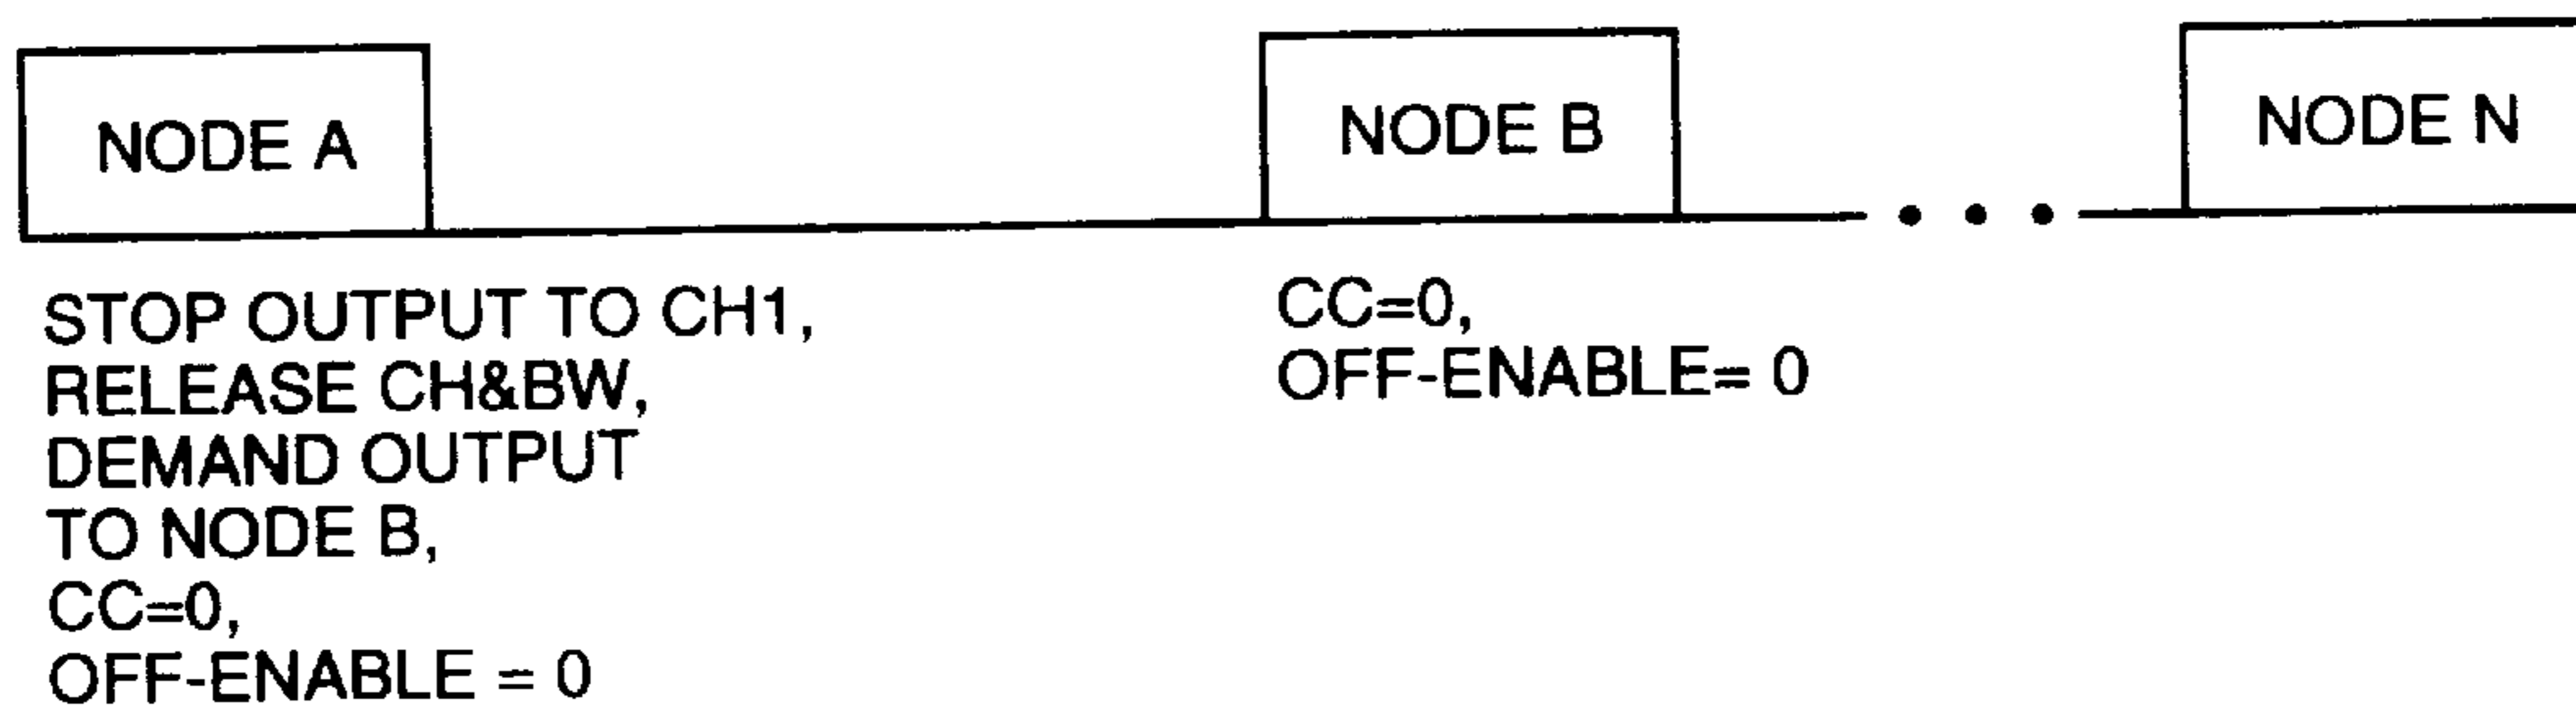 NODE A
NODE B
NODE N
STOP OUTPUT TO CH1,
RELEASE CH&BW,
DEMAND OUTPUT
TO NODE B,
CC=0,
OFF-ENABLE = 0
CC=0,
OFF-ENABLE= 0